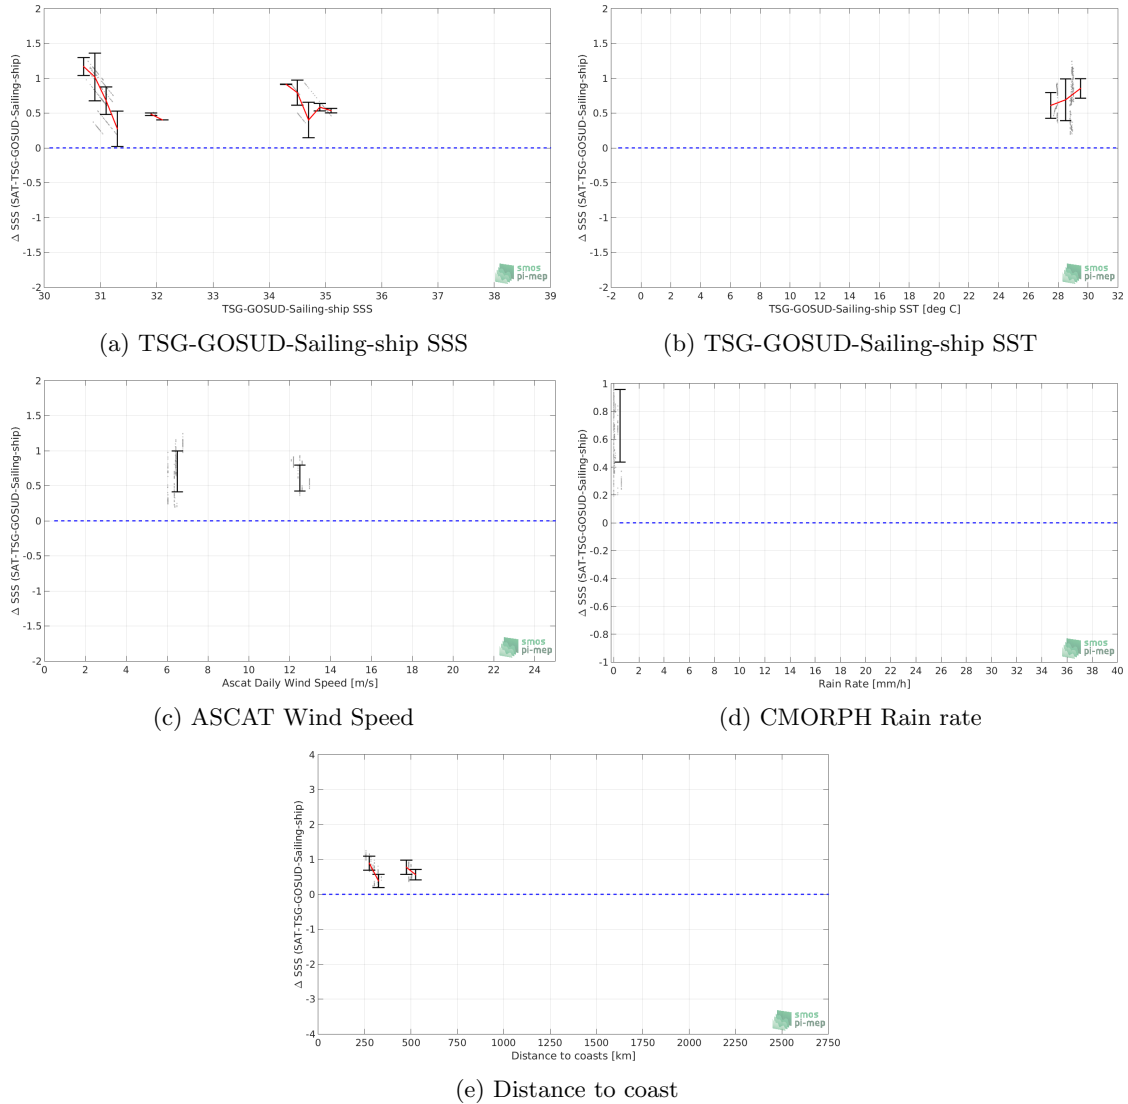 2
1.5
1
0.5
0
-0.5
-1
-1.5
-2
Δ SSS (SAT-TSG-GOSUD-Sailing-ship)
30 31 32 33 34 35 36 37 38 39
TSG-GOSUD-Sailing-ship SSS
smos
pi-mep
(a) TSG-GOSUD-Sailing-ship SSS
2
1.5
1
0.5
0
-0.5
-1
-1.5
-2
Δ SSS (SAT-TSG-GOSUD-Sailing-ship)
-2 0 2 4 6 8 10 12 14 16 18 20 22 24 26 28 30 32
TSG-GOSUD-Sailing-ship SST [deg C]
smos
pi-mep
(b) TSG-GOSUD-Sailing-ship SST
2
1.5
1
0.5
0
-0.5
-1
-1.5
-2
Δ SSS (SAT-TSG-GOSUD-Sailing-ship)
0 2 4 6 8 10 12 14 16 18 20 22 24
Ascat Daily Wind Speed [m/s]
smos
pi-mep
(c) ASCAT Wind Speed
1
0.8
0.6
0.4
0.2
0
-0.2
-0.4
-0.6
-0.8
-1
Δ SSS (SAT-TSG-GOSUD-Sailing-ship)
0 2 4 6 8 10 12 14 16 18 20 22 24 26 28 30 32 34 36 38 40
Rain Rate [mm/h]
smos
pi-mep
(d) CMORPH Rain rate
4
3
2
1
0
-1
-2
-3
-4
Δ SSS (SAT-TSG-GOSUD-Sailing-ship)
0 250 500 750 1000 1250 1500 1750 2000 2250 2500 2750
Distance to coasts [km]
smos
pi-mep
(e) Distance to coast